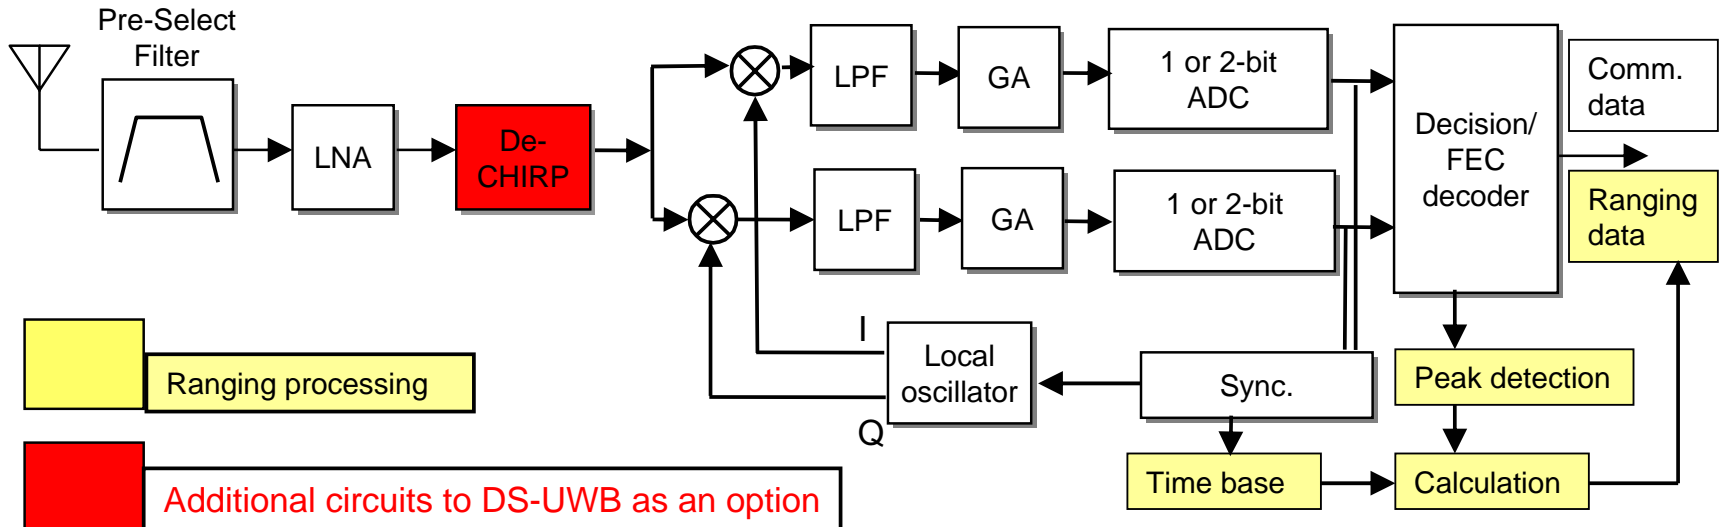 Pre-Select
Filter
LNA
De-
CHIRP
LPF
GA
1 or 2-bit
ADC
LPF
GA
1 or 2-bit
ADC
Decision/
FEC
decoder
Comm.
data
Ranging
data
I
Q
Local
oscillator
Sync.
Peak detection
Time base
Calculation
Ranging processing
Additional circuits to DS-UWB as an option